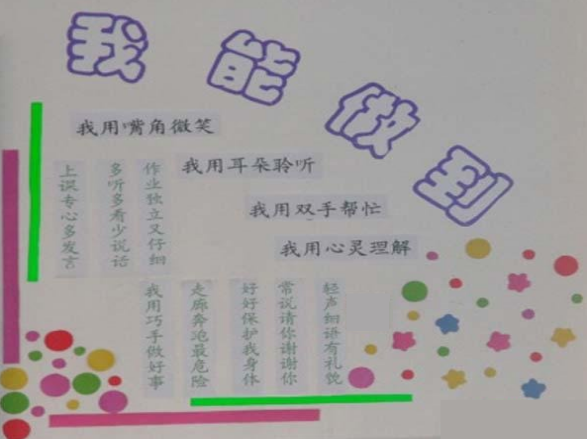 我能做到
我用嘴角微笑
我用耳朵聆听
我用双手帮忙
我用心灵理解
上课专心多发言
多听多看少说话
作业独立又仔细
我用巧手做好事
走廊奔跑最危险
好好保护我身体
常说请你谢谢你
轻声细语有礼貌